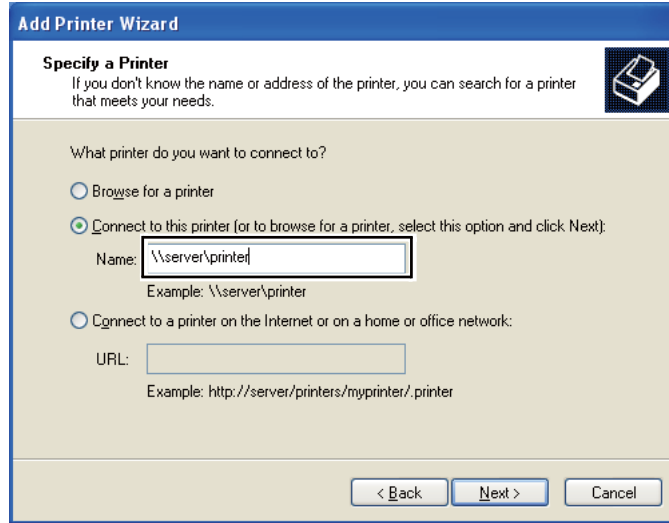 Add Printer Wizard
Specify a Printer
If you don't know the name or address of the printer, you can search for a printer
that meets your needs.
What printer do you want to connect to?
Browse for a printer
Connect to this printer (or to browse for a printer, select this option and click Next):
Name: \\server\printer
Example: \\server\printer
Connect to a printer on the Internet or on a home or office network:
URL:
Example: http://server/printers/myprinter/.printer
< Back Next > Cancel